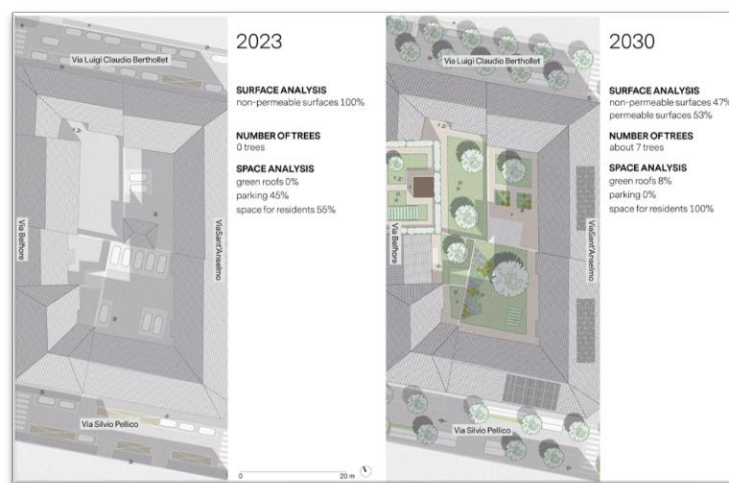 2023
Via Luigi Claudio Berthollet
SURFACE ANALYSIS
non-permeable surfaces 100%
NUMBER OF TREES
0 trees
SPACE ANALYSIS
green roofs 0%
parking 45%
space for residents 55%
Via Belfiore
Via Sant'Anselmo
Via Silvio Pellico
0 20 m
2030
Via Luigi Claudio Berthollet
SURFACE ANALYSIS
non-permeable surfaces 47%
permeable surfaces 53%
NUMBER OF TREES
about 7 trees
SPACE ANALYSIS
green roofs 8%
parking 0%
space for residents 100%
Via Belfiore
ViaSant'Anselmo
Via Silvio Pellico